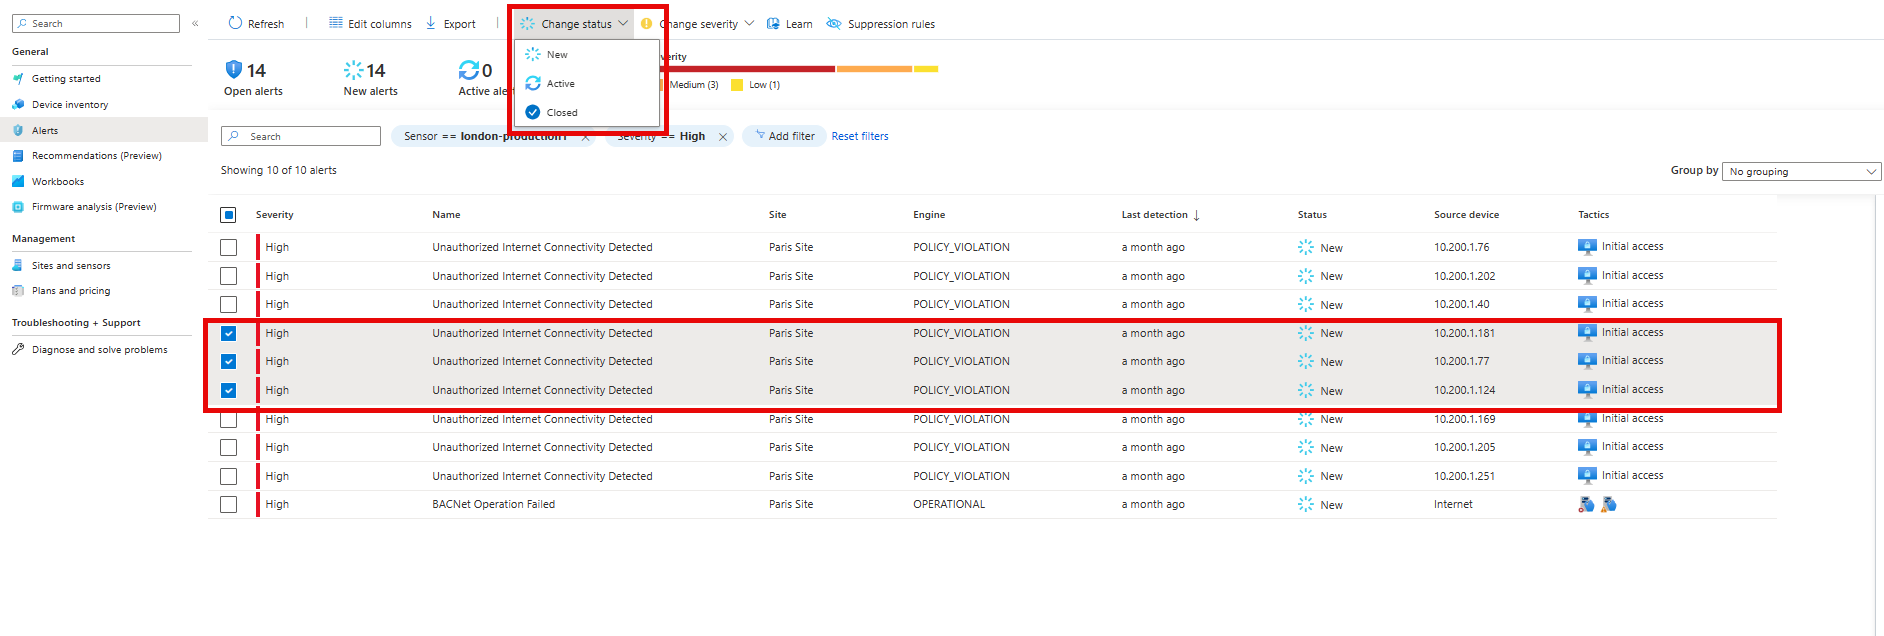 Search «
General
Getting started
Device inventory
Alerts
Recommendations (Preview)
Workbooks
Firmware analysis (Preview)
Management
Sites and sensors
Plans and pricing
Troubleshooting + Support
Diagnose and solve problems
Refresh | Edit columns Export | Change status Change severity Learn Suppression rules
New
Active
Closed
14
Open alerts
14
New alerts
0
Active
Medium (3) Low (1)
Search Sensor == london-production1 Severity == High Add filter Reset filters
Showing 10 of 10 alerts Group by No grouping
Severity Name Site Engine Last detection ↓ Status Source device Tactics
High Unauthorized Internet Connectivity Detected Paris Site POLICY_VIOLATION a month ago New 10.200.1.76 Initial access
High Unauthorized Internet Connectivity Detected Paris Site POLICY_VIOLATION a month ago New 10.200.1.202 Initial access
High Unauthorized Internet Connectivity Detected Paris Site POLICY_VIOLATION a month ago New 10.200.1.40 Initial access
High Unauthorized Internet Connectivity Detected Paris Site POLICY_VIOLATION a month ago New 10.200.1.181 Initial access
High Unauthorized Internet Connectivity Detected Paris Site POLICY_VIOLATION a month ago New 10.200.1.77 Initial access
High Unauthorized Internet Connectivity Detected Paris Site POLICY_VIOLATION a month ago New 10.200.1.124 Initial access
High Unauthorized Internet Connectivity Detected Paris Site POLICY_VIOLATION a month ago New 10.200.1.169 Initial access
High Unauthorized Internet Connectivity Detected Paris Site POLICY_VIOLATION a month ago New 10.200.1.205 Initial access
High Unauthorized Internet Connectivity Detected Paris Site POLICY_VIOLATION a month ago New 10.200.1.251 Initial access
High BACNet Operation Failed Paris Site OPERATIONAL a month ago New Internet